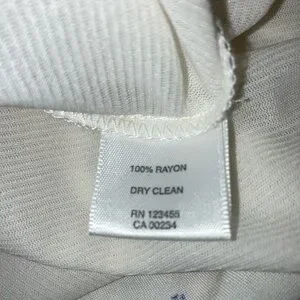 100% RAYON
DRY CLEAN
RN 123455
CA 00234